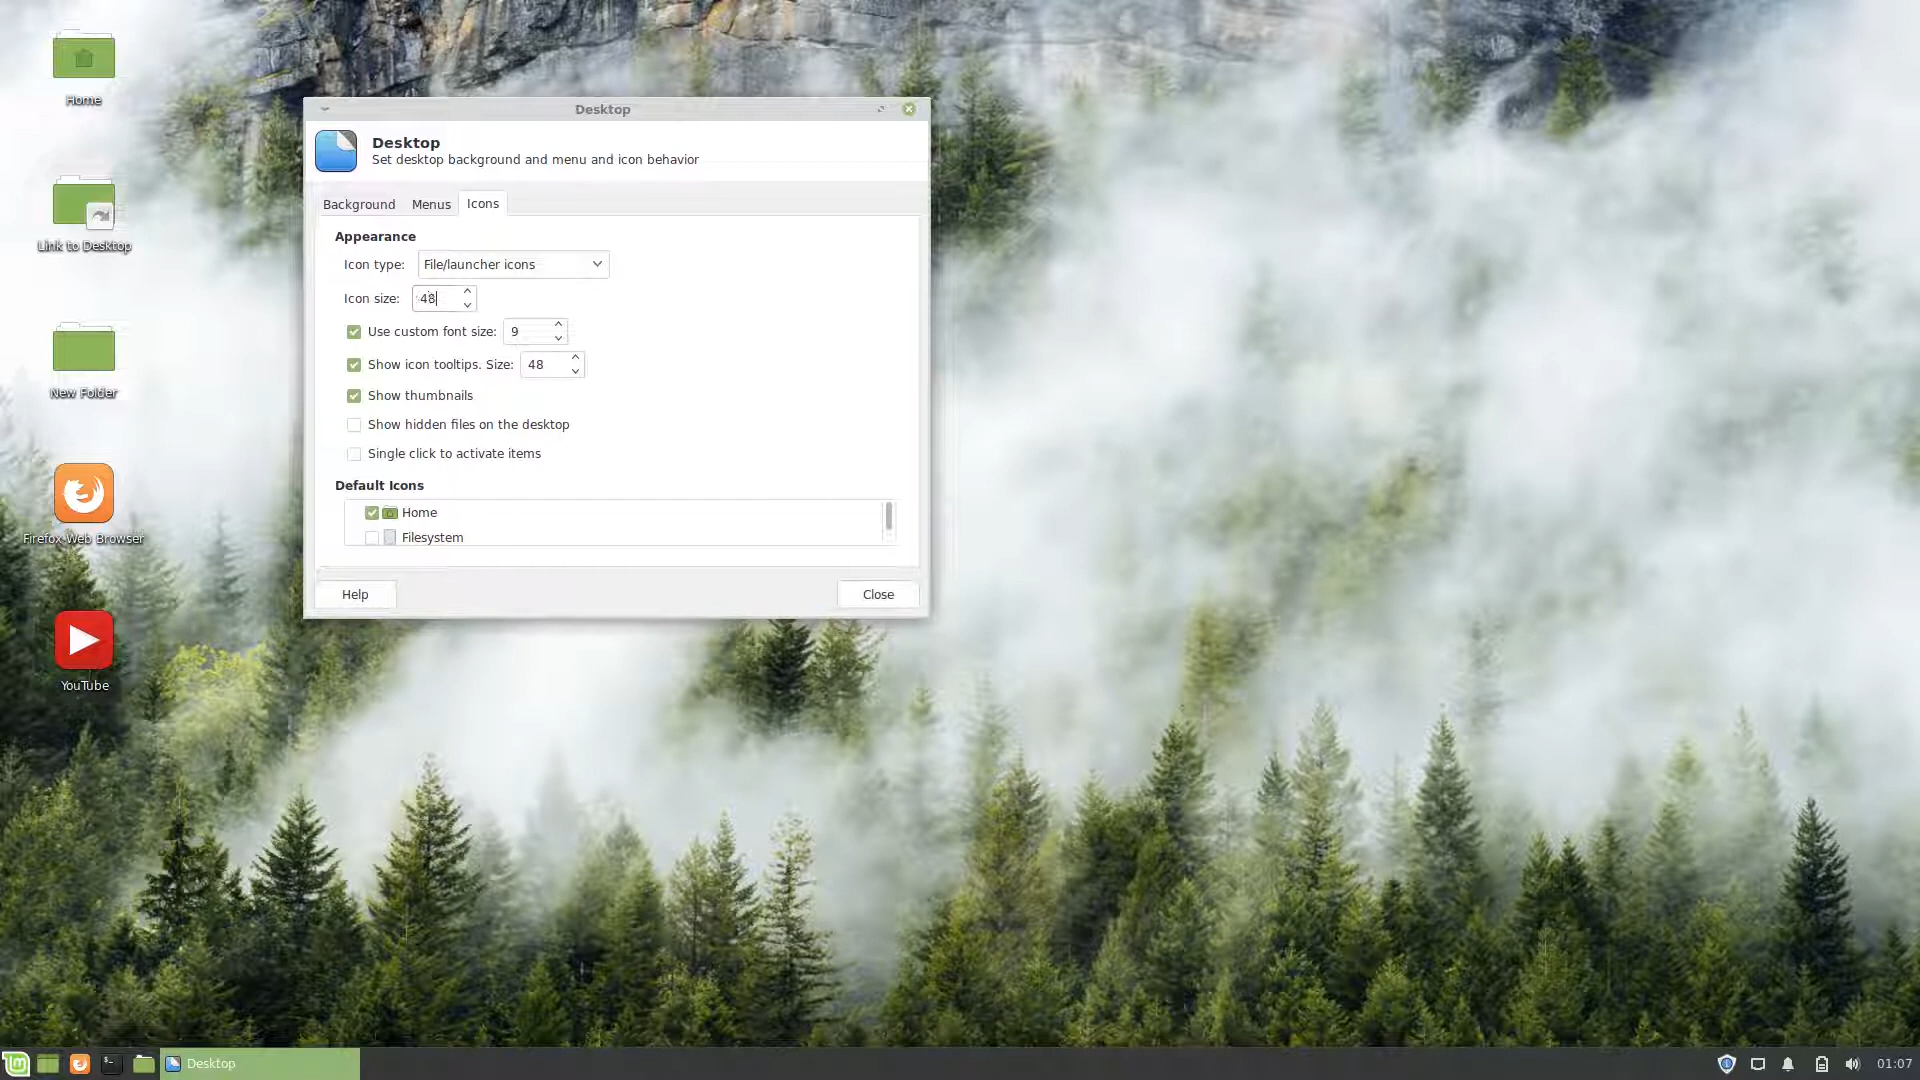 Home
Link to Desktop
New Folder
Firefox Web Browser
YouTube
Desktop
Desktop
Set desktop background and menu and icon behavior
Background Menus Icons
Appearance
Icon type: File/launcher icons
Icon size: 48
Use custom font size: 9
Show icon tooltips. Size: 48
Show thumbnails
Show hidden files on the desktop
Single click to activate items
Default Icons
Home
Filesystem
Help Close
Desktop 01:07